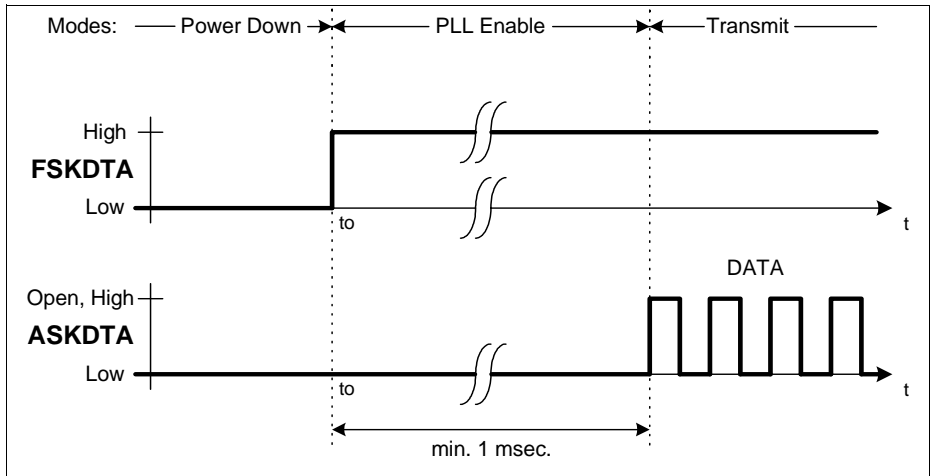 Modes: Power Down PLL Enable Transmit
High
FSKDTA
Low
to
t
DATA
Open, High
ASKDTA
Low
to
t
min. 1 msec.